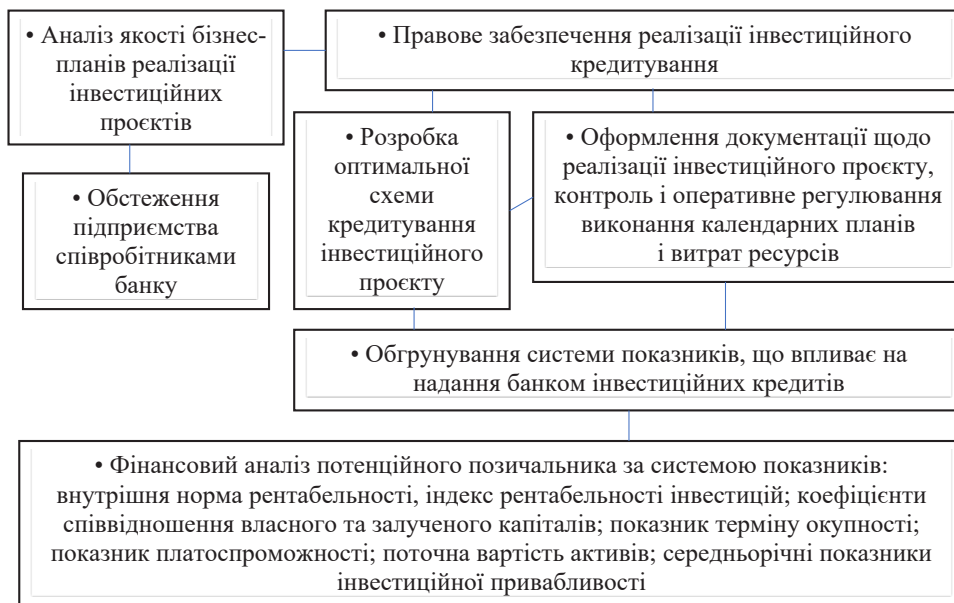 • Аналіз якості бізнес-
планів реалізації
інвестиційних
проєктів
• Правове забезпечення реалізації інвестиційного
кредитування
• Обстеження
підприємства
співробітниками
банку
• Розробка
оптимальної
схеми
кредитування
інвестиційного
проєкту
• Оформлення документації щодо
реалізації інвестиційного проєкту,
контроль і оперативне регулювання
виконання календарних планів
і витрат ресурсів
• Обгрунування системи показників, що впливає на
надання банком інвестиційних кредитів
• Фінансовий аналіз потенційного позичальника за системою показників:
внутрішня норма рентабельності, індекс рентабельності інвестицій; коефіцієнти
співвідношення власного та залученого капіталів; показник терміну окупності;
показник платоспроможності; поточна вартість активів; середньорічні показники
інвестиційної привабливості